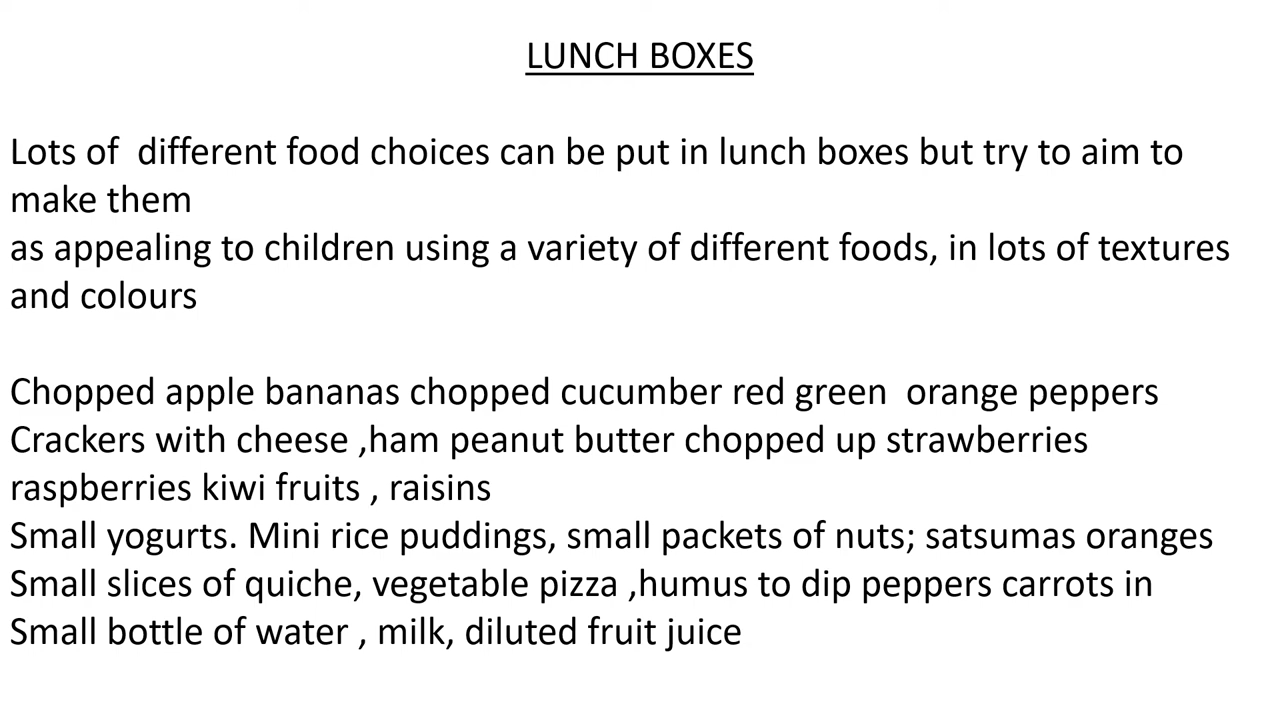 LUNCH BOXES
Lots of  different food choices can be put in lunch boxes but try to aim to
make them
as appealing to children using a variety of different foods, in lots of textures
and colours
Chopped apple bananas chopped cucumber red green  orange peppers
Crackers with cheese ,ham peanut butter chopped up strawberries
raspberries kiwi fruits , raisins
Small yogurts. Mini rice puddings, small packets of nuts; satsumas oranges
Small slices of quiche, vegetable pizza ,humus to dip peppers carrots in
Small bottle of water , milk, diluted fruit juice